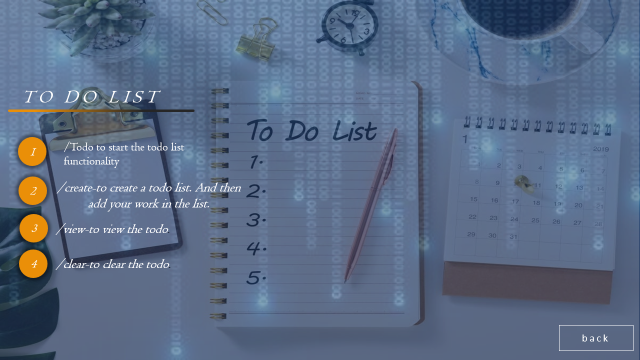 TO DO LIST
1
/Todo to start the todo list
functionality
2
/create-to create a todo list. And then
add your work in the list.
3
/view-to view the todo
4
/clear-to clear the todo
To Do List
1.
2.
3.
4.
5.
1
2019
back